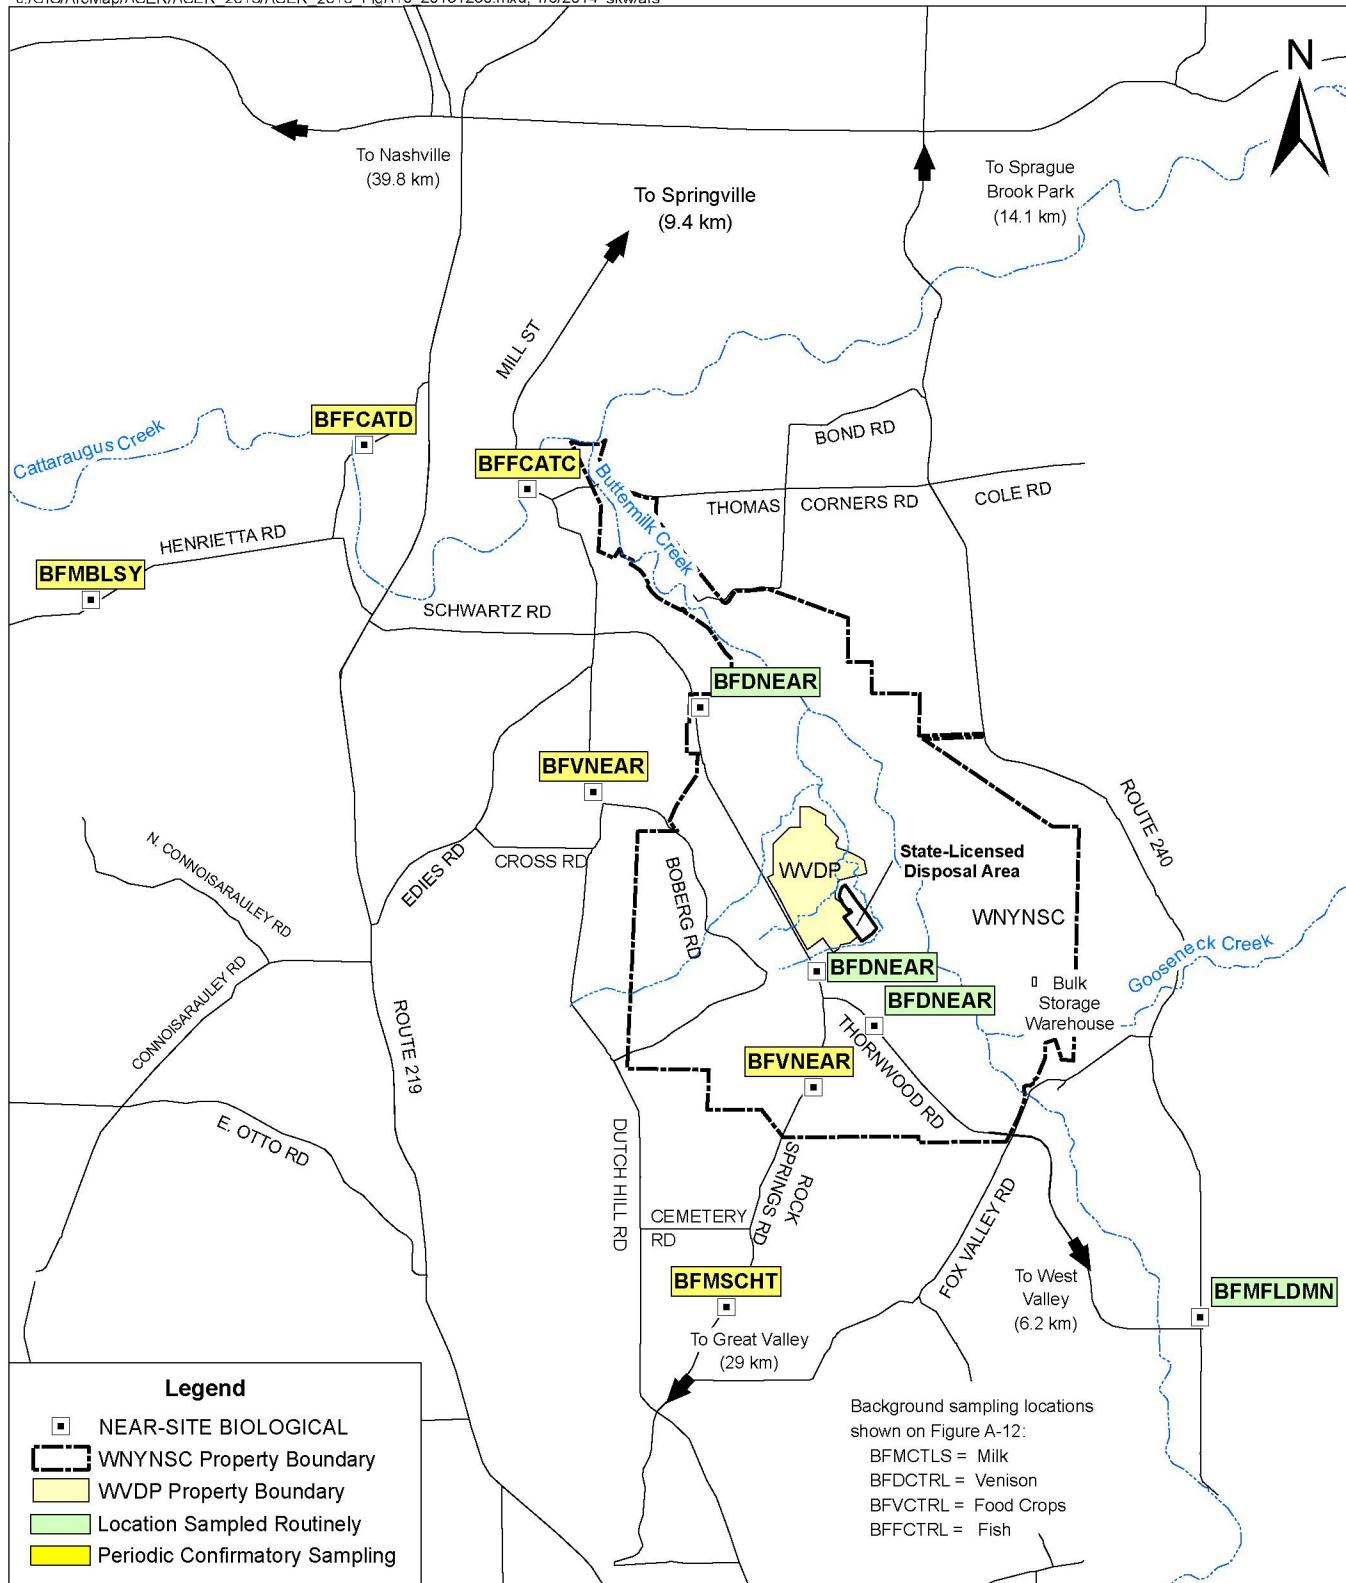 N
To Nashville
(39.8 km)
To Springville
(9.4 km)
To Sprague
Brook Park
(14.1 km)
MILL ST
BFFCATD
BOND RD
Cattaraugus Creek
BFFCATC
Buttermilk Creek
THOMAS CORNERS RD
COLE RD
HENRIETTA RD
BFMBLSY
SCHWARTZ RD
BFDNEAR
BFVNEAR
ROUTE 240
N. CONNOISARAULEY RD
EDIES RD
CROSS RD
BOBERG RD
WVDP
State-Licensed
Disposal Area
WNYNSC
Gooseneck Creek
CONNOISARAULEY RD
BFDNEAR
BFDNEAR
Bulk
Storage
Warehouse
ROUTE 219
BFVNEAR
THORNWOOD RD
E. OTTO RD
DUTCH HILL RD
ROCK
SPRINGS RD
CEMETERY
RD
FOX VALLEY RD
BFMSCHT
To West
Valley
(6.2 km)
BFMFLDMN
To Great Valley
(29 km)
Legend
NEAR-SITE BIOLOGICAL
WNYNSC Property Boundary
WVDP Property Boundary
Location Sampled Routinely
Periodic Confirmatory Sampling
Background sampling locations
shown on Figure A-12:
BFMCTLS = Milk
BFDCTRL = Venison
BFVCTRL = Food Crops
BFFCTRL = Fish